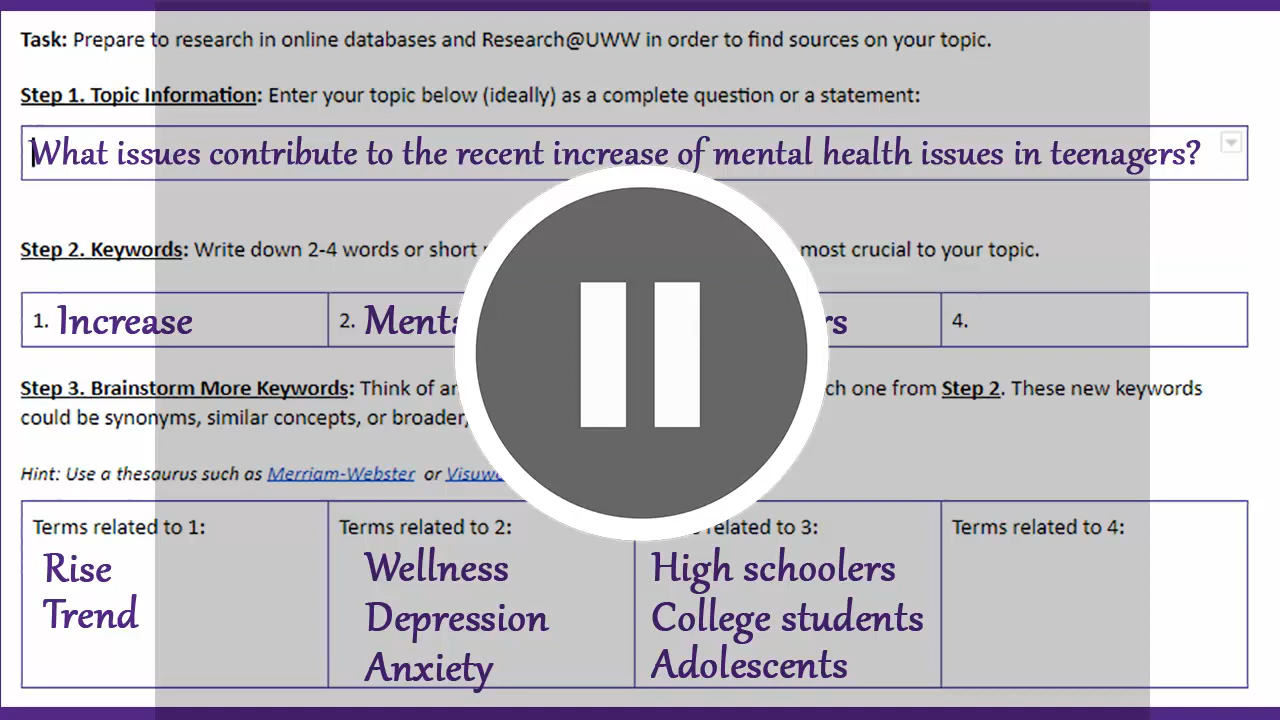 Task: Prepare to research in online databases and Research@UWW in order to find sources on your topic.
Step 1. Topic Information: Enter your topic below (ideally) as a complete question or a statement:
What issues contribute to the recent increase of mental health issues in teenagers?
Step 2. Keywords: Write down 2-4 words or short most crucial to your topic.
1. Increase 2. 4.
Step 3. Brainstorm More Keywords: Think of one from Step 2. These new keywords
could be synonyms, similar concepts, or broader,
Hint: Use a thesaurus such as Merriam-Webster or
Terms related to 1: Terms related to 2: related to 3: Terms related to 4:
Rise Wellness High schoolers
Trend Depression College students
Anxiety Adolescents